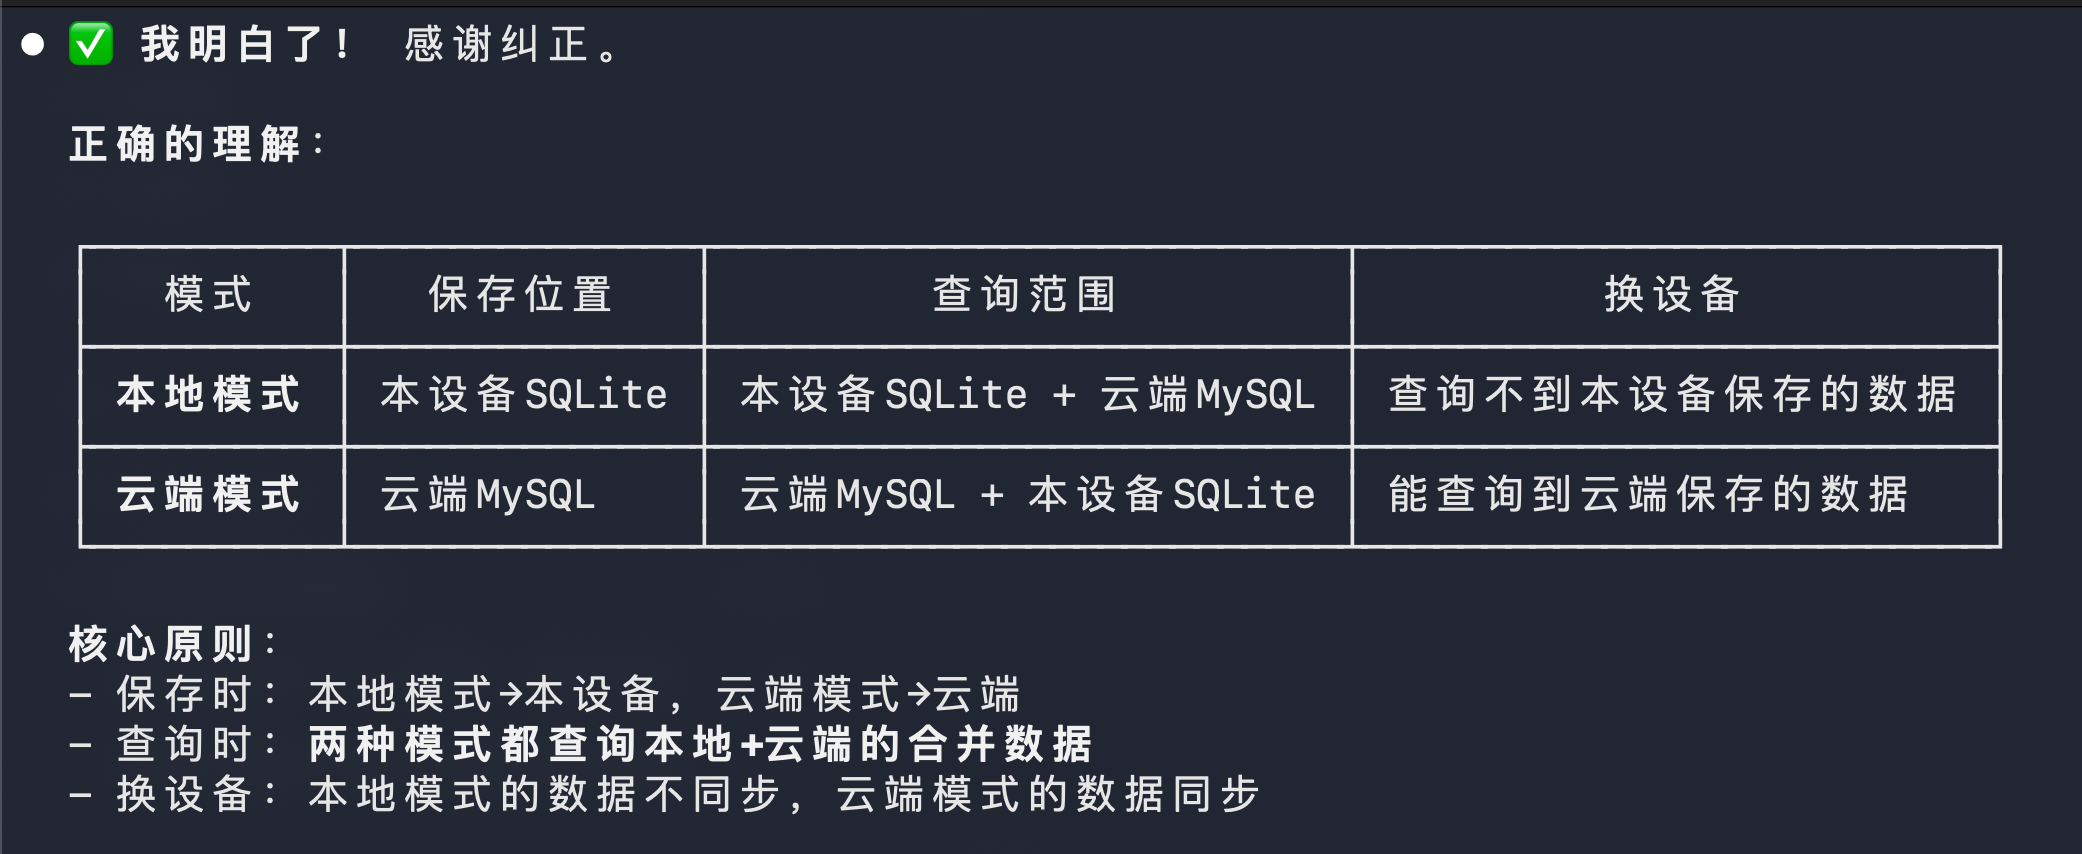 ● ✅ 我明白了！ 感谢纠正。
正确的理解：
模式 保存位置 查询范围 换设备
本地模式 本设备SQLite 本设备SQLite + 云端MySQL 查询不到本设备保存的数据
云端模式 云端MySQL 云端MySQL + 本设备SQLite 能查询到云端保存的数据
核心原则：
- 保存时：本地模式→本设备，云端模式→云端
- 查询时：两种模式都查询本地+云端的合并数据
- 换设备：本地模式的数据不同步，云端模式的数据同步